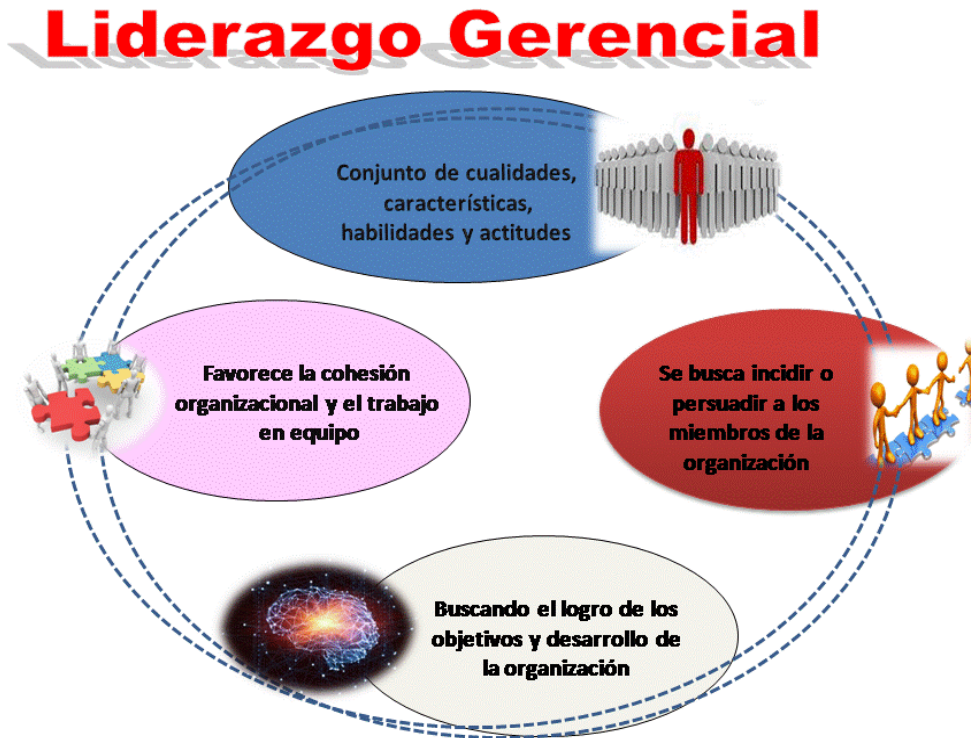 Liderazgo Gerencial
Conjunto de cualidades,
características,
habilidades y actitudes
Favorece la cohesión
organizacional y el trabajo
en equipo
Se busca incidir o
persuadir a los
miembros de la
organización
Buscando el logro de los
objetivos y desarrollo de
la organización